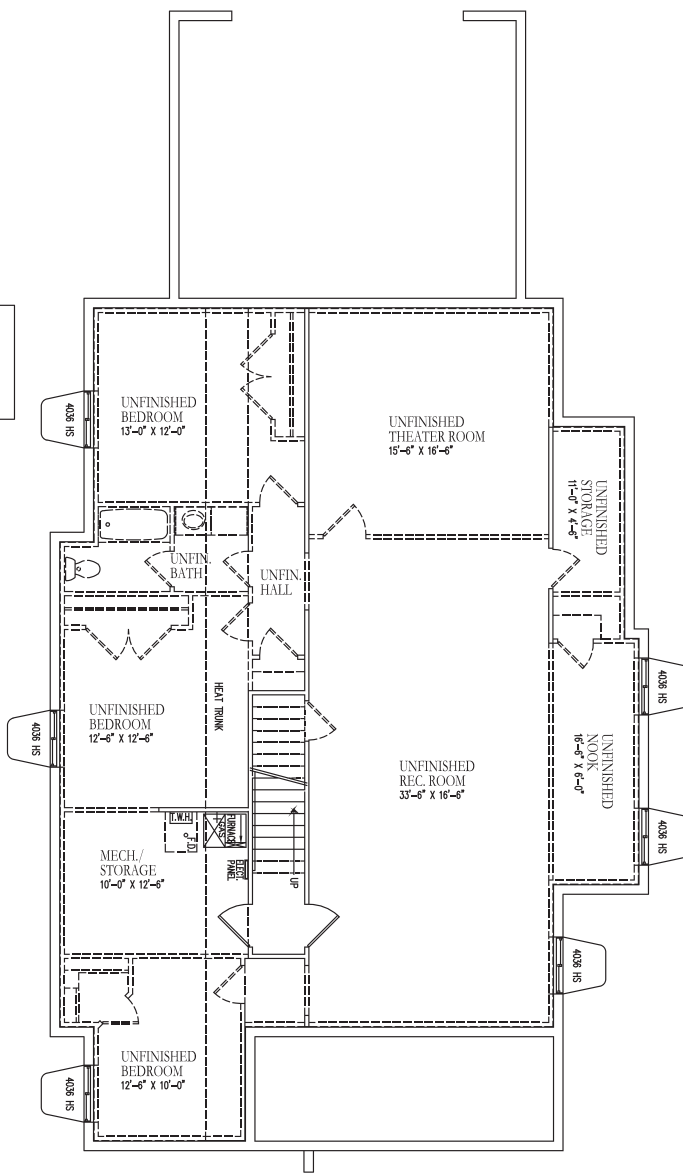 UNFINISHED
BEDROOM
13'-0" X 12'-0"
4036 HS
UNFINISHED
THEATER ROOM
15'-6" X 16'-6"
UNFINISHED
STORAGE
11'-0" X 4'-6"
UNFIN.
BATH
UNFIN.
HALL
UNFINISHED
BEDROOM
12'-6" X 12'-6"
HEAT TRUNK
4036 HS
4036 HS
UNFINISHED
NOOK
16'-6" X 6'-0"
UNFINISHED
REC. ROOM
33'-6" X 16'-6"
4036 HS
T.W.H.
F.D.
FURNACE
GAS
MECH./
STORAGE
10'-0" X 12'-6"
ELECT.
PANEL
UP
4036 HS
UNFINISHED
BEDROOM
12'-6" X 10'-0"
4036 HS